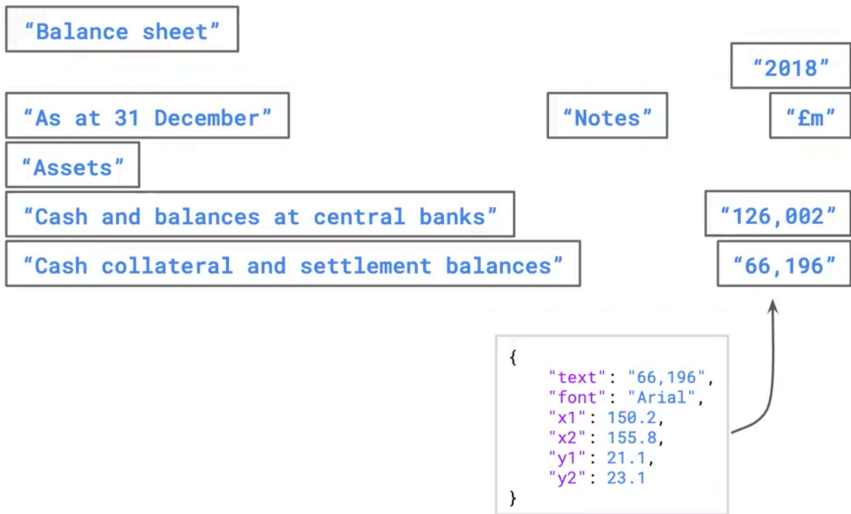 “Balance sheet”
“2018”
“As at 31 December” “Notes” “£m”
“Assets”
“Cash and balances at central banks” “126,002”
“Cash collateral and settlement balances” “66,196”
{
"text": "66,196",
"font": "Arial",
"x1": 150.2,
"x2": 155.8,
"y1": 21.1,
"y2": 23.1
}